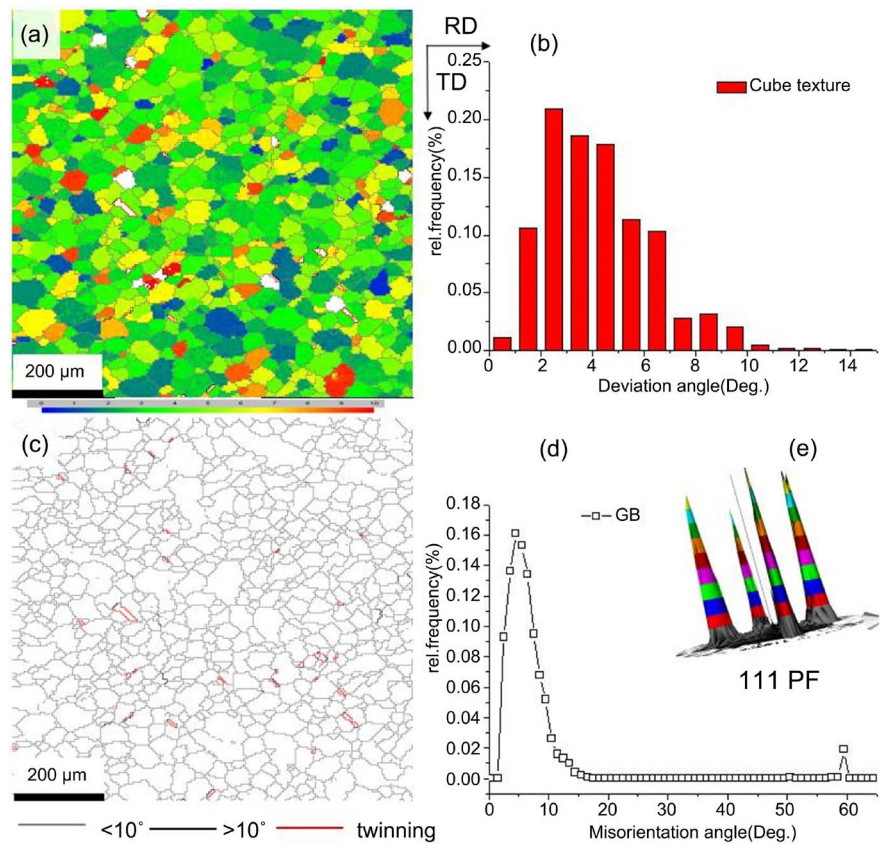 (a)
200 µm
0 1 2 3 4 5 6 7 8 9 10
RD
TD
(b)
Cube texture
rel.frequency(%)
0.25
0.20
0.15
0.10
0.05
0.00
0 2 4 6 8 10 12 14
Deviation angle(Deg.)
(c)
200 µm
<10° >10° twinning
(d)
(e)
GB
rel.frequency(%)
0.18
0.16
0.14
0.12
0.10
0.08
0.06
0.04
0.02
0.00
0 10 20 30 40 50 60
Misorientation angle(Deg.)
111 PF